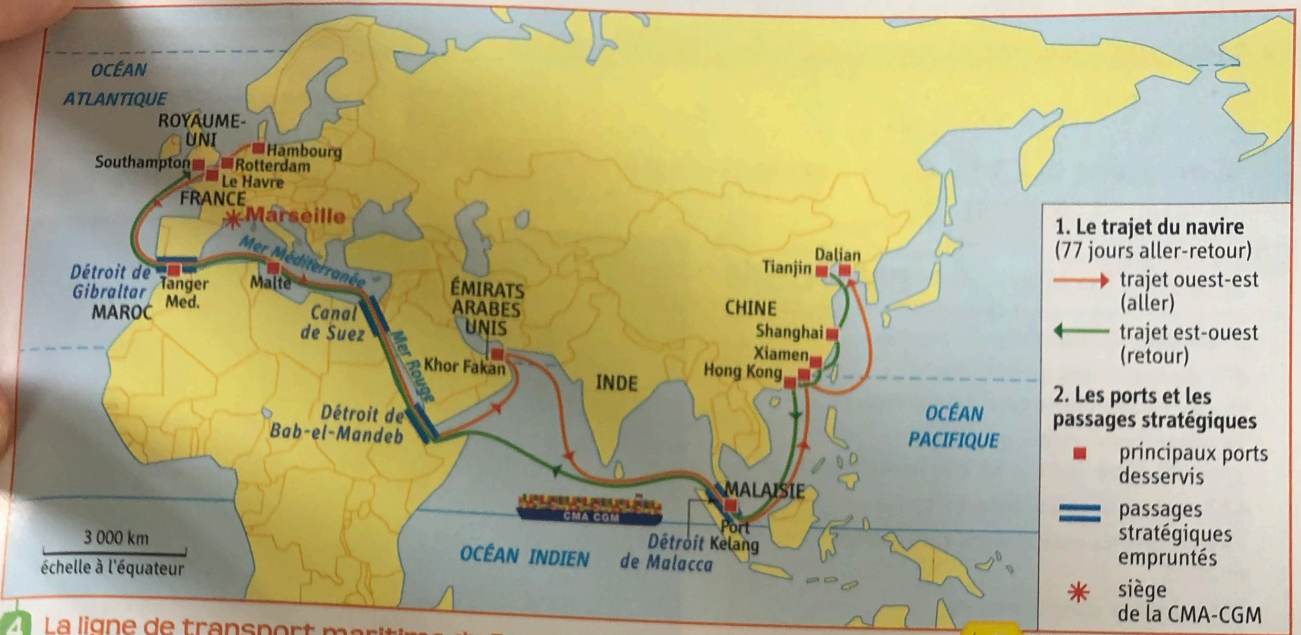 OCÉAN
ATLANTIQUE
ROYAUME-
UNI
Southampton
Hambourg
Rotterdam
Le Havre
FRANCE
Marseille
Mer Méditerranée
Détroit de
Gibraltar
MAROC
Tanger
Med.
Malte
Canal
de Suez
Mer Rouge
ÉMIRATS
ARABES
UNIS
Khor Fakan
Détroit de
Bab-el-Mandeb
INDE
CHINE
Dalian
Tianjin
Shanghai
Xiamen
Hong Kong
OCÉAN
PACIFIQUE
MALAISIE
Port
Kelang
Détroit
de Malacca
CMA CGM
OCÉAN INDIEN
3 000 km
échelle à l'équateur
1. Le trajet du navire
(77 jours aller-retour)
trajet ouest-est
(aller)
trajet est-ouest
(retour)
2. Les ports et les
passages stratégiques
principaux ports
desservis
passages
stratégiques
empruntés
siège
de la CMA-CGM
4 La ligne de transport maritime